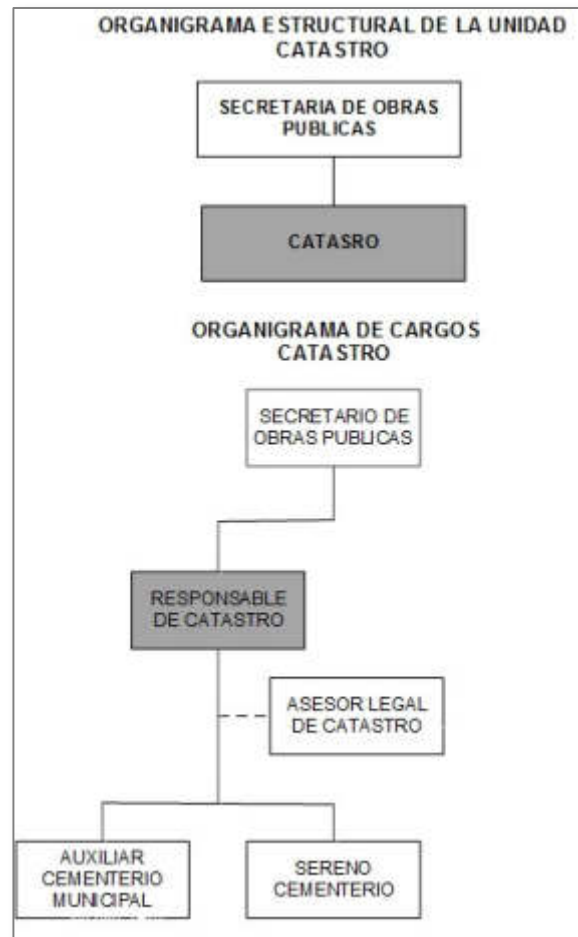 ORGANIGRAMA ESTRUCTURAL DE LA UNIDAD
CATASTRO
SECRETARIA DE OBRAS
PUBLICAS
CATASRO
ORGANIGRAMA DE CARGOS
CATASTRO
SECRETARIO DE
OBRAS PUBLICAS
RESPONSABLE
DE CATASTRO
ASESOR LEGAL
DE CATASTRO
AUXILIAR
CEMENTERIO
MUNICIPAL
SERENO
CEMENTERIO